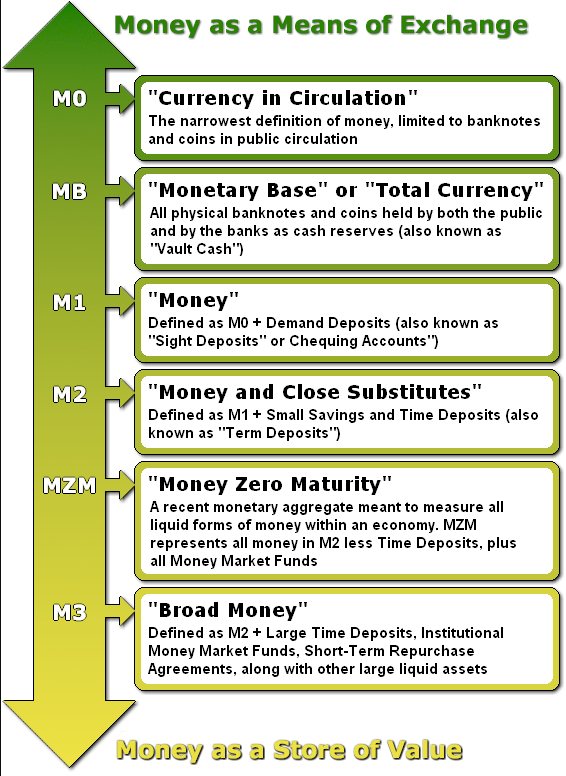 Money as a Means of Exchange
M0
"Currency in Circulation"
The narrowest definition of money, limited to banknotes
and coins in public circulation
MB
"Monetary Base" or "Total Currency"
All physical banknotes and coins held by both the public
and by the banks as cash reserves (also known as
"Vault Cash")
M1
"Money"
Defined as M0 + Demand Deposits (also known as
"Sight Deposits" or Chequing Accounts")
M2
"Money and Close Substitutes"
Defined as M1 + Small Savings and Time Deposits (also
known as "Term Deposits")
MZM
"Money Zero Maturity"
A recent monetary aggregate meant to measure all
liquid forms of money within an economy. MZM
represents all money in M2 less Time Deposits, plus
all Money Market Funds
M3
"Broad Money"
Defined as M2 + Large Time Deposits, Institutional
Money Market Funds, Short-Term Repurchase
Agreements, along with other large liquid assets
Money as a Store of Value